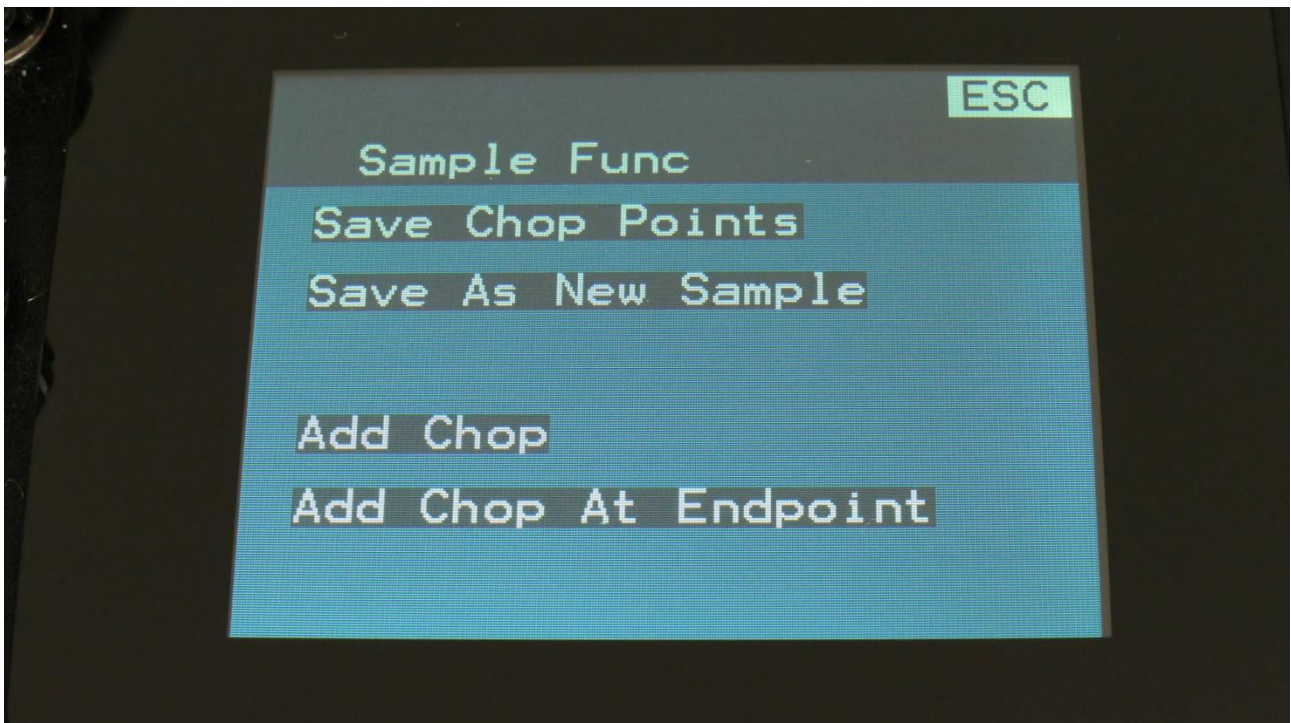 ESC
Sample Func
Save Chop Points
Save As New Sample
Add Chop
Add Chop At Endpoint